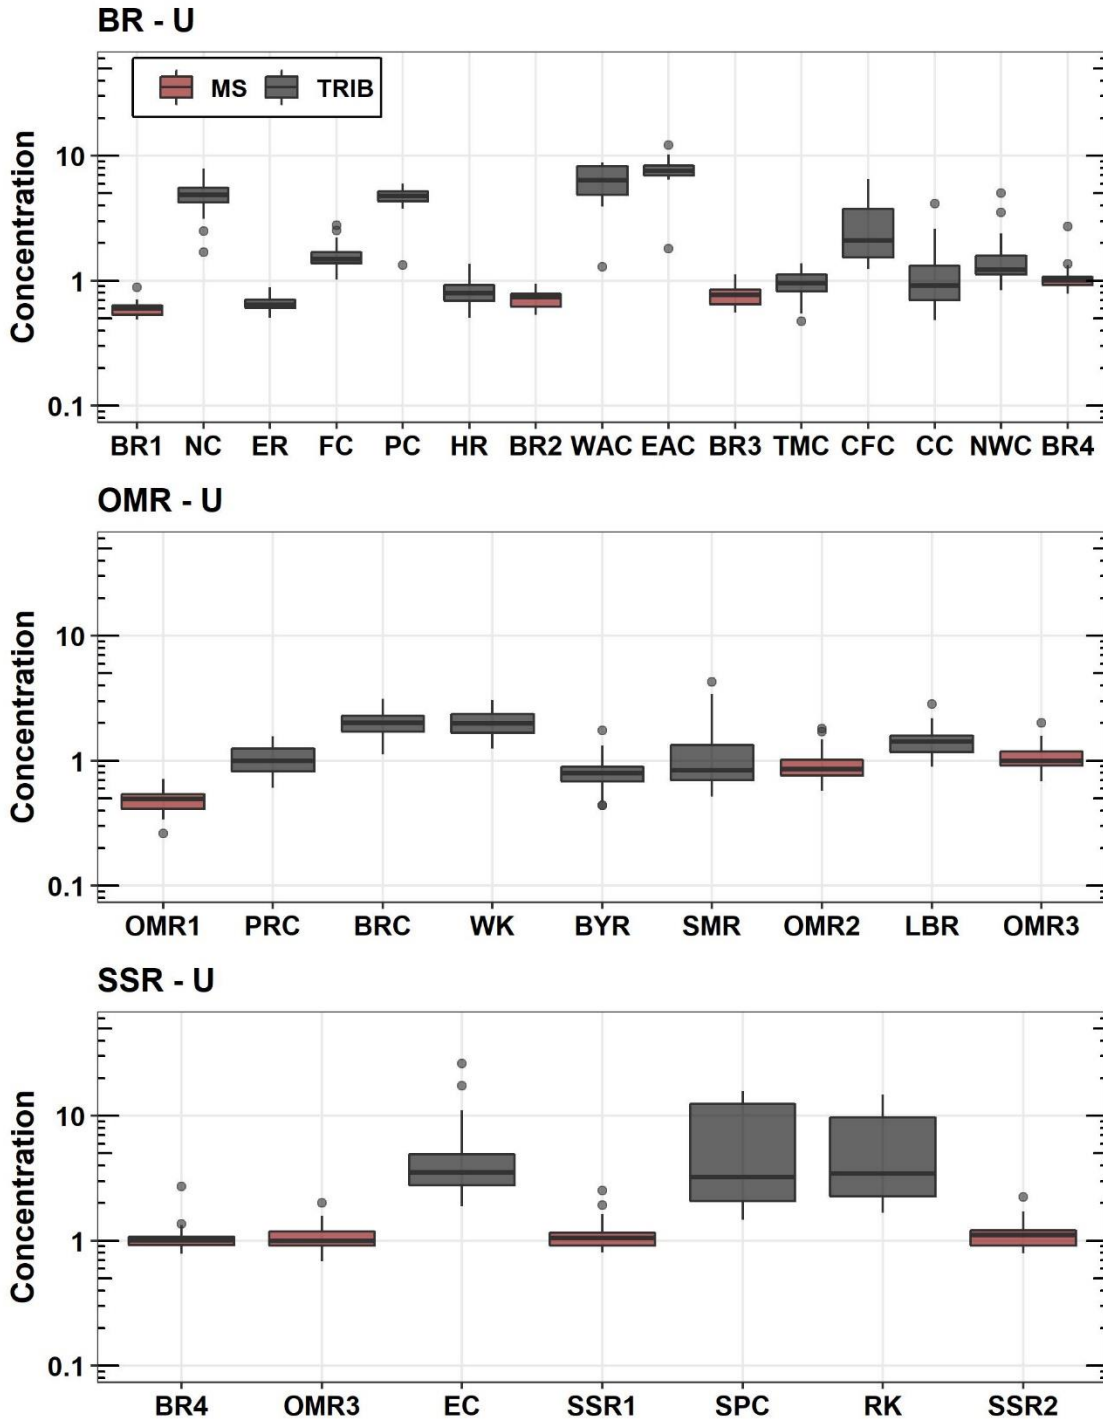 BR - U
MS TRIB
Concentration
10
1
0.1
BR1 NC ER FC PC HR BR2 WAC EAC BR3 TMC CFC CC NWC BR4
OMR - U
Concentration
10
1
0.1
OMR1 PRC BRC WK BYR SMR OMR2 LBR OMR3
SSR - U
Concentration
10
1
0.1
BR4 OMR3 EC SSR1 SPC RK SSR2